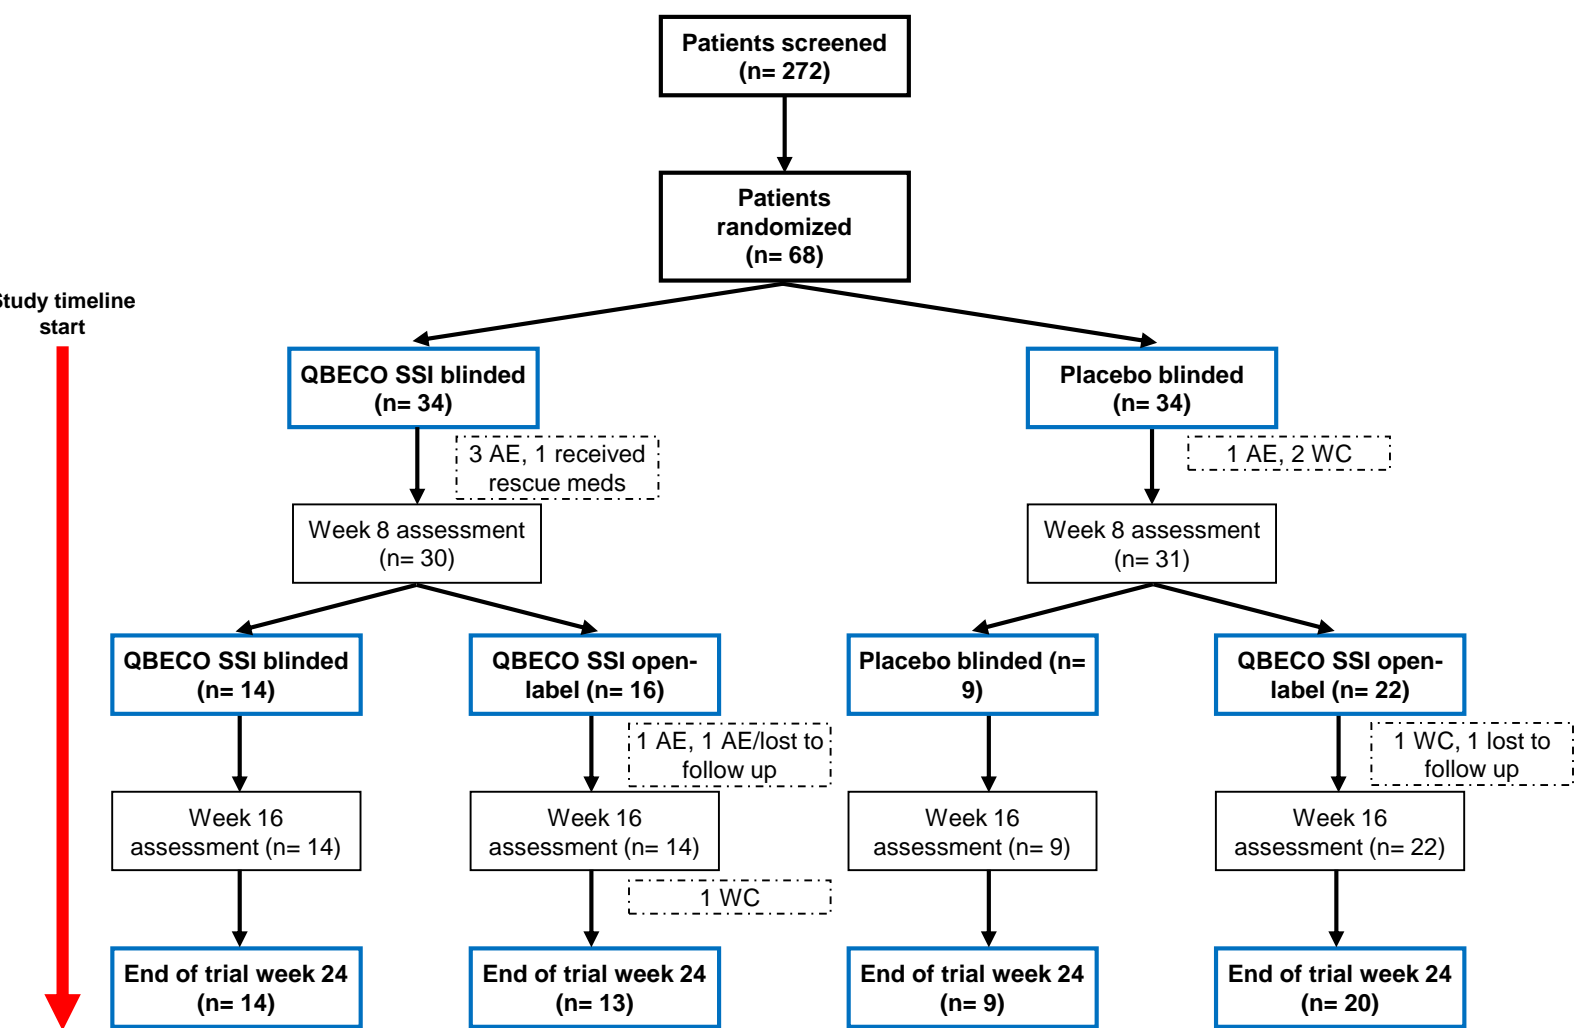 Patients screened
(n= 272)
Patients
randomized
(n= 68)
Study timeline
start
QBECO SSI blinded
(n= 34)
Placebo blinded
(n= 34)
3 AE, 1 received
rescue meds
1 AE, 2 WC
Week 8 assessment
(n= 30)
Week 8 assessment
(n= 31)
QBECO SSI blinded
(n= 14)
QBECO SSI open-
label (n= 16)
Placebo blinded (n=
9)
QBECO SSI open-
label (n= 22)
1 AE, 1 AE/lost to
follow up
1 WC, 1 lost to
follow up
Week 16
assessment (n= 14)
Week 16
assessment (n= 14)
Week 16
assessment (n= 9)
Week 16
assessment (n= 22)
1 WC
End of trial week 24
(n= 14)
End of trial week 24
(n= 13)
End of trial week 24
(n= 9)
End of trial week 24
(n= 20)